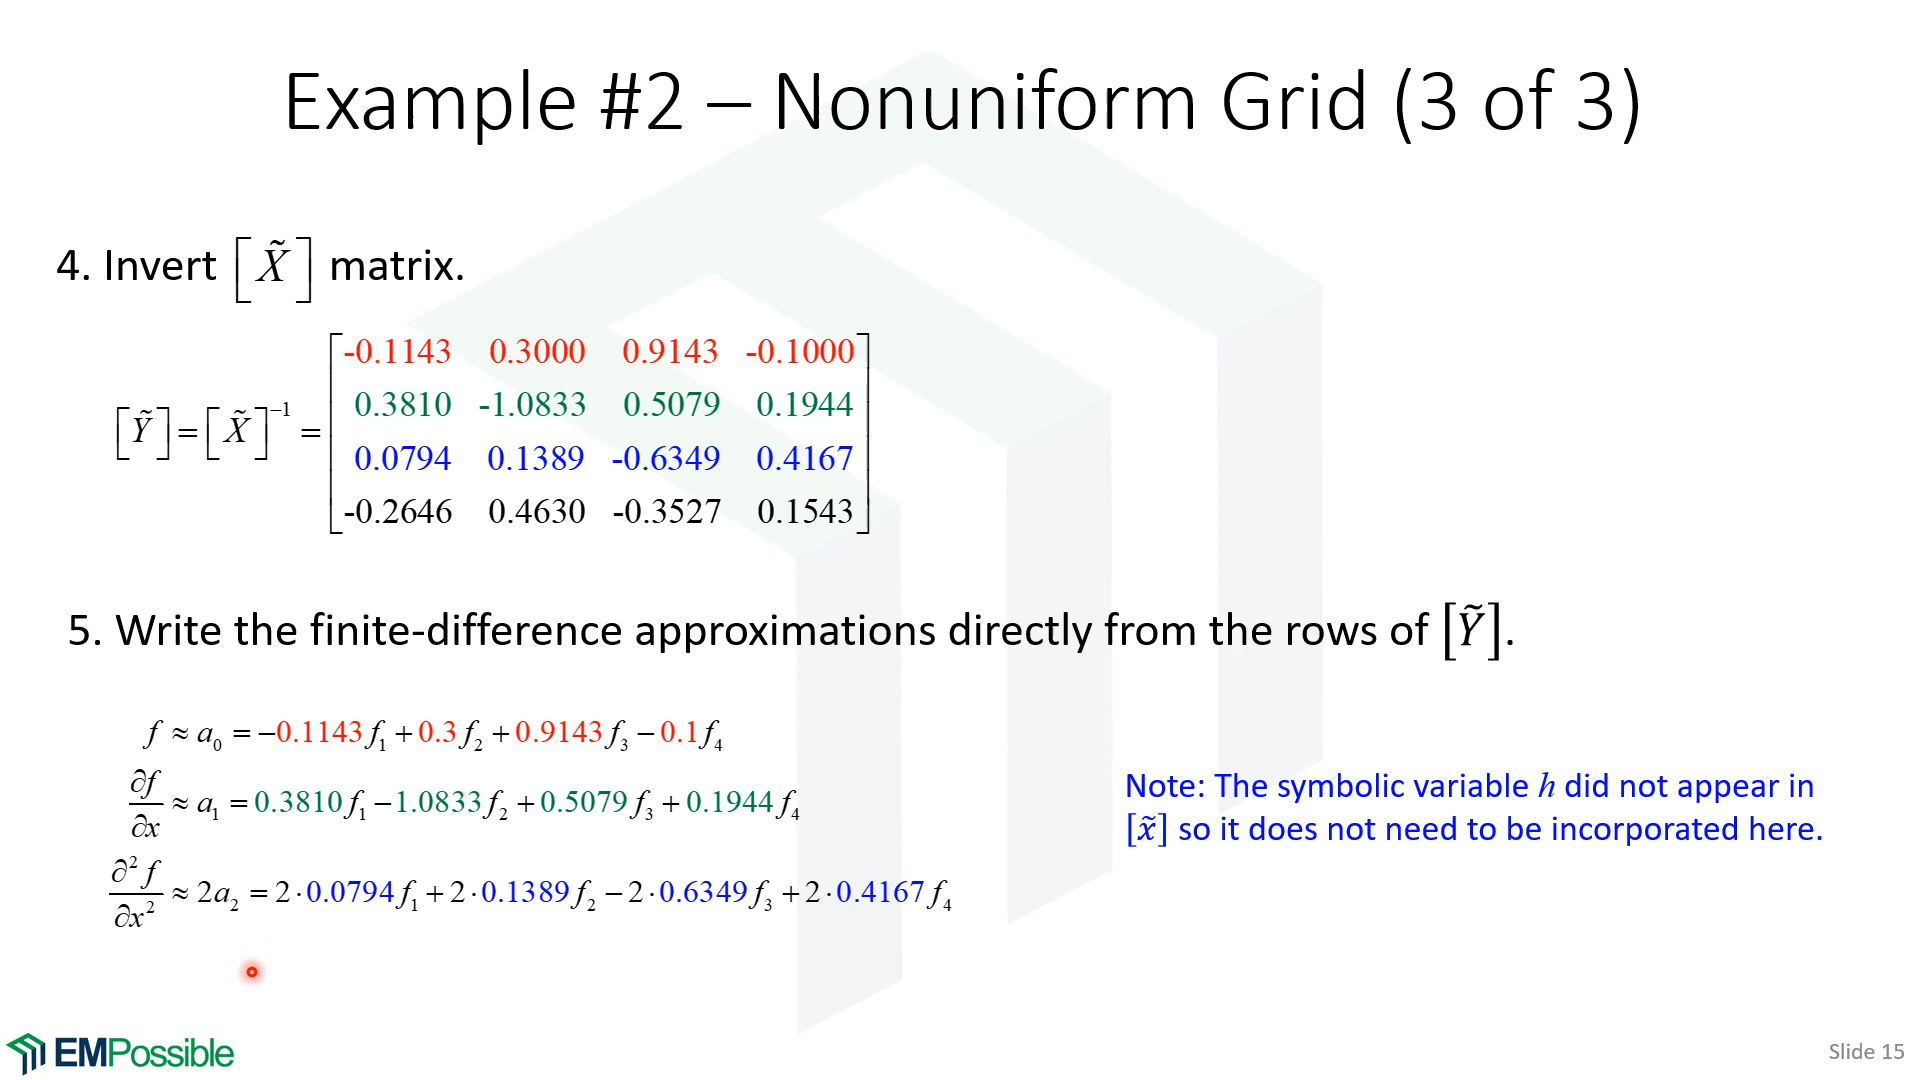 Example #2 – Nonuniform Grid (3 of 3)
4. Invert [X̃] matrix.
[Ỹ] = [X̃]⁻¹ =
-0.1143 0.3000 0.9143 -0.1000
0.3810 -1.0833 0.5079 0.1944
0.0794 0.1389 -0.6349 0.4167
-0.2646 0.4630 -0.3527 0.1543
5. Write the finite-difference approximations directly from the rows of [Ỹ].
f ≈ a₀ = −0.1143f₁ + 0.3f₂ + 0.9143f₃ − 0.1f₄
∂f/∂x ≈ a₁ = 0.3810f₁ − 1.0833f₂ + 0.5079f₃ + 0.1944f₄
∂²f/∂x² ≈ 2a₂ = 2·0.0794f₁ + 2·0.1389f₂ − 2·0.6349f₃ + 2·0.4167f₄
Note: The symbolic variable h did not appear in
[x̃] so it does not need to be incorporated here.
EMPossible
Slide 15